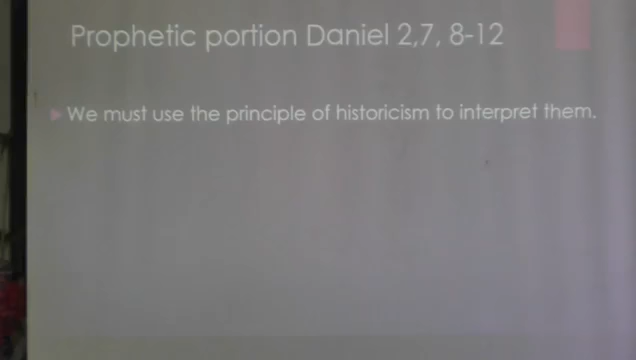 Prophetic portion Daniel 2,7, 8-12
We must use the principle of historicism to interpret them.